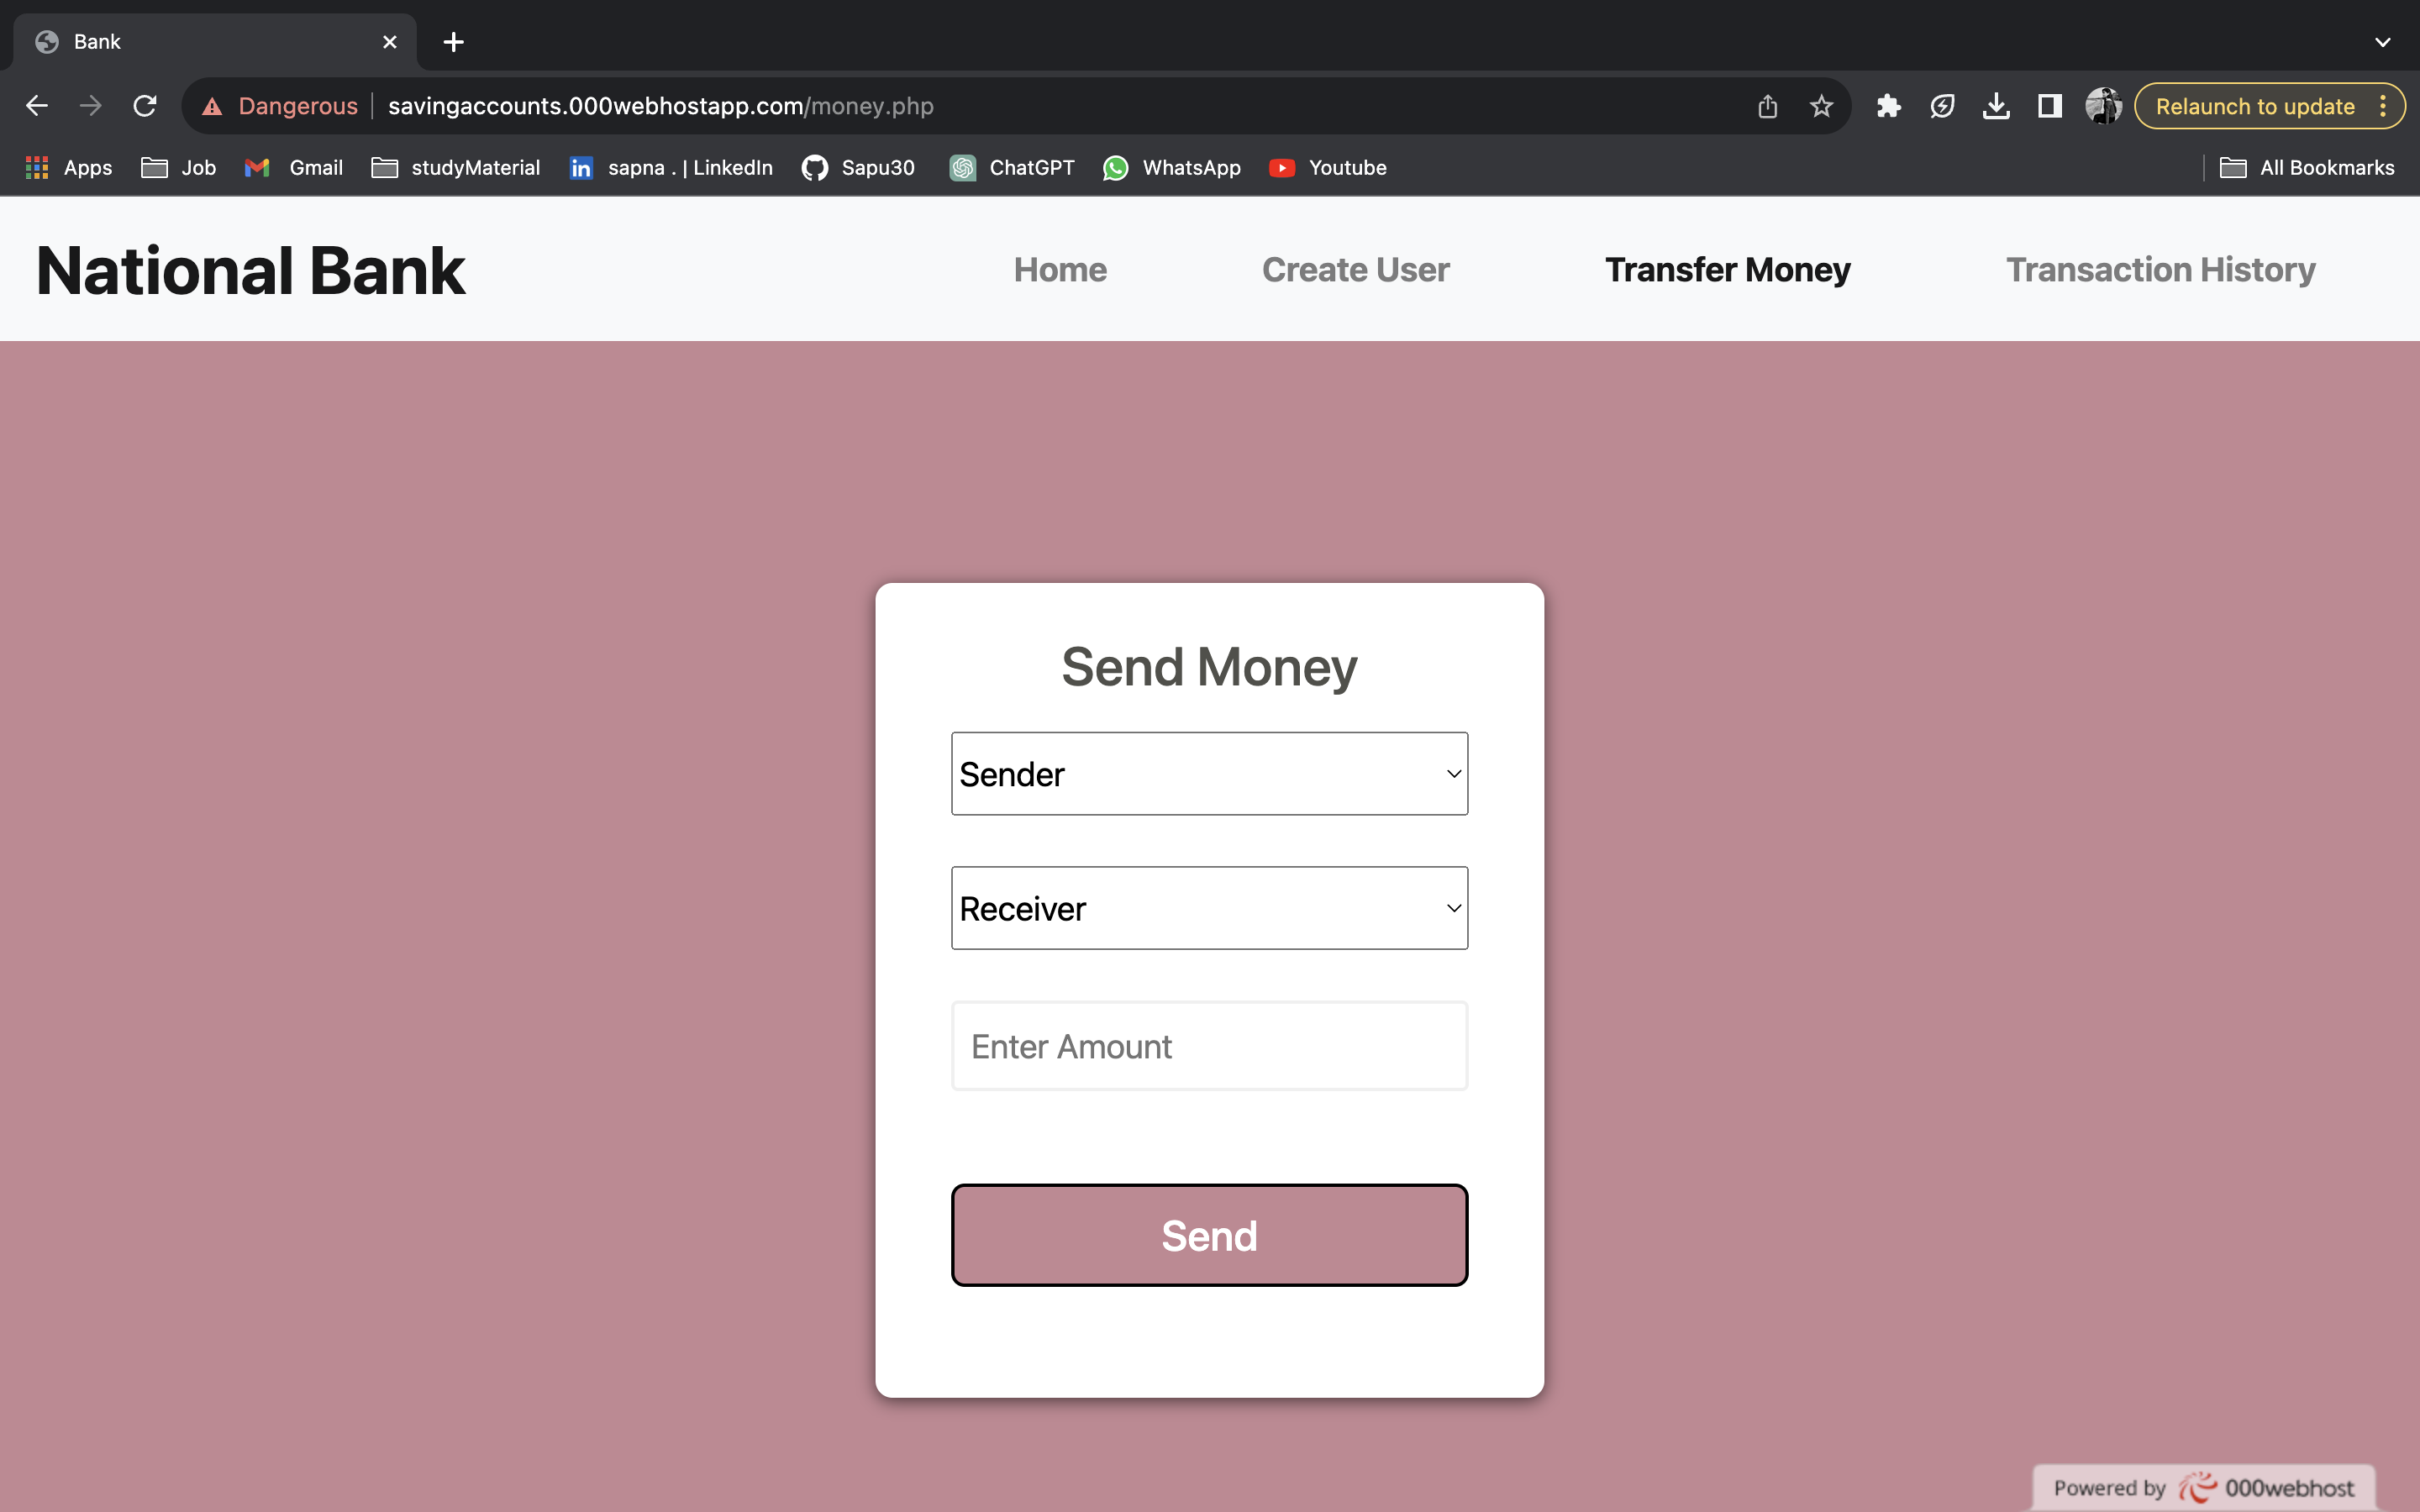 Bank
Dangerous savingaccounts.000webhostapp.com/money.php Relaunch to update
Apps Job Gmail studyMaterial sapna . | LinkedIn Sapu30 ChatGPT WhatsApp Youtube All Bookmarks
National Bank Home Create User Transfer Money Transaction History
Send Money
Sender
Receiver
Enter Amount
Send
Powered by 000webhost